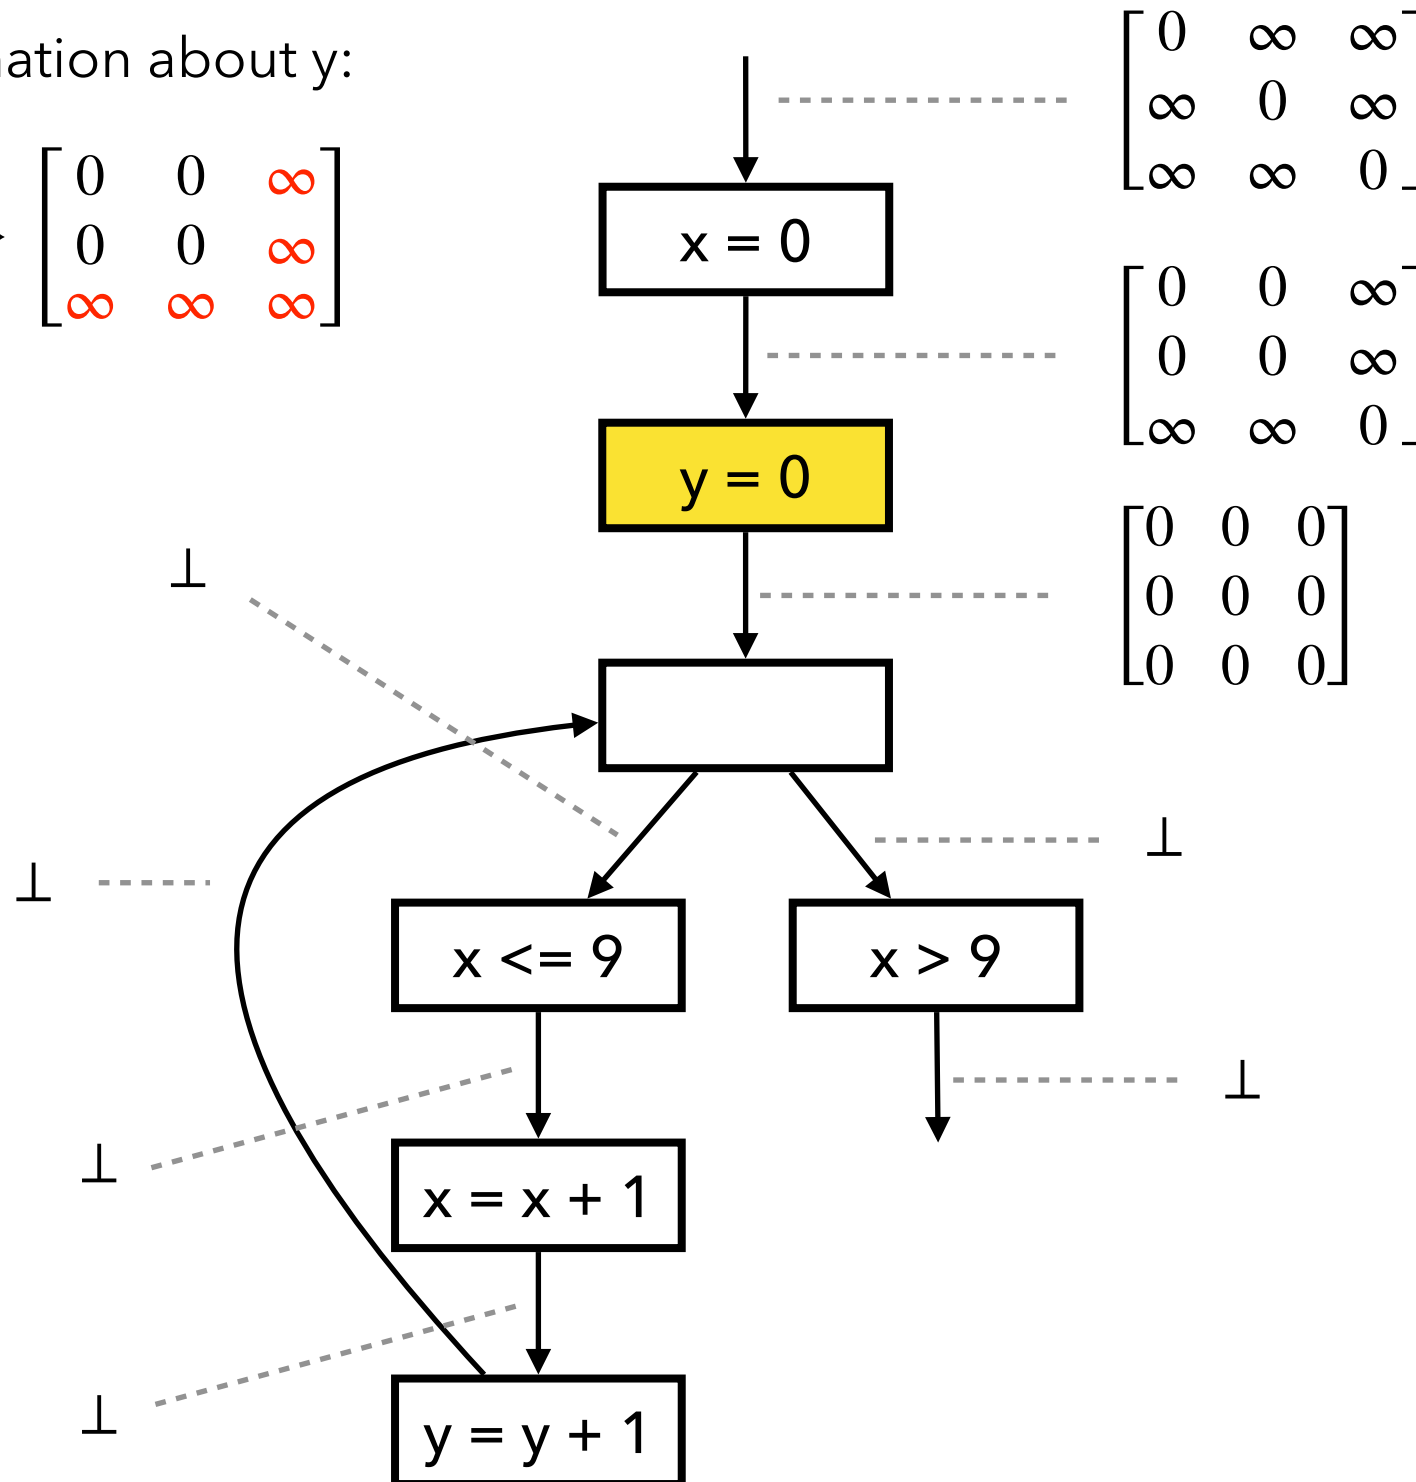 nation about y:
0 0 ∞
0 0 ∞
∞ ∞ ∞
0 ∞ ∞
∞ 0 ∞
∞ ∞ 0
x = 0
0 0 ∞
0 0 ∞
∞ ∞ 0
y = 0
0 0 0
0 0 0
0 0 0
⊥
⊥
⊥
x <= 9
x > 9
⊥
⊥
x = x + 1
⊥
y = y + 1